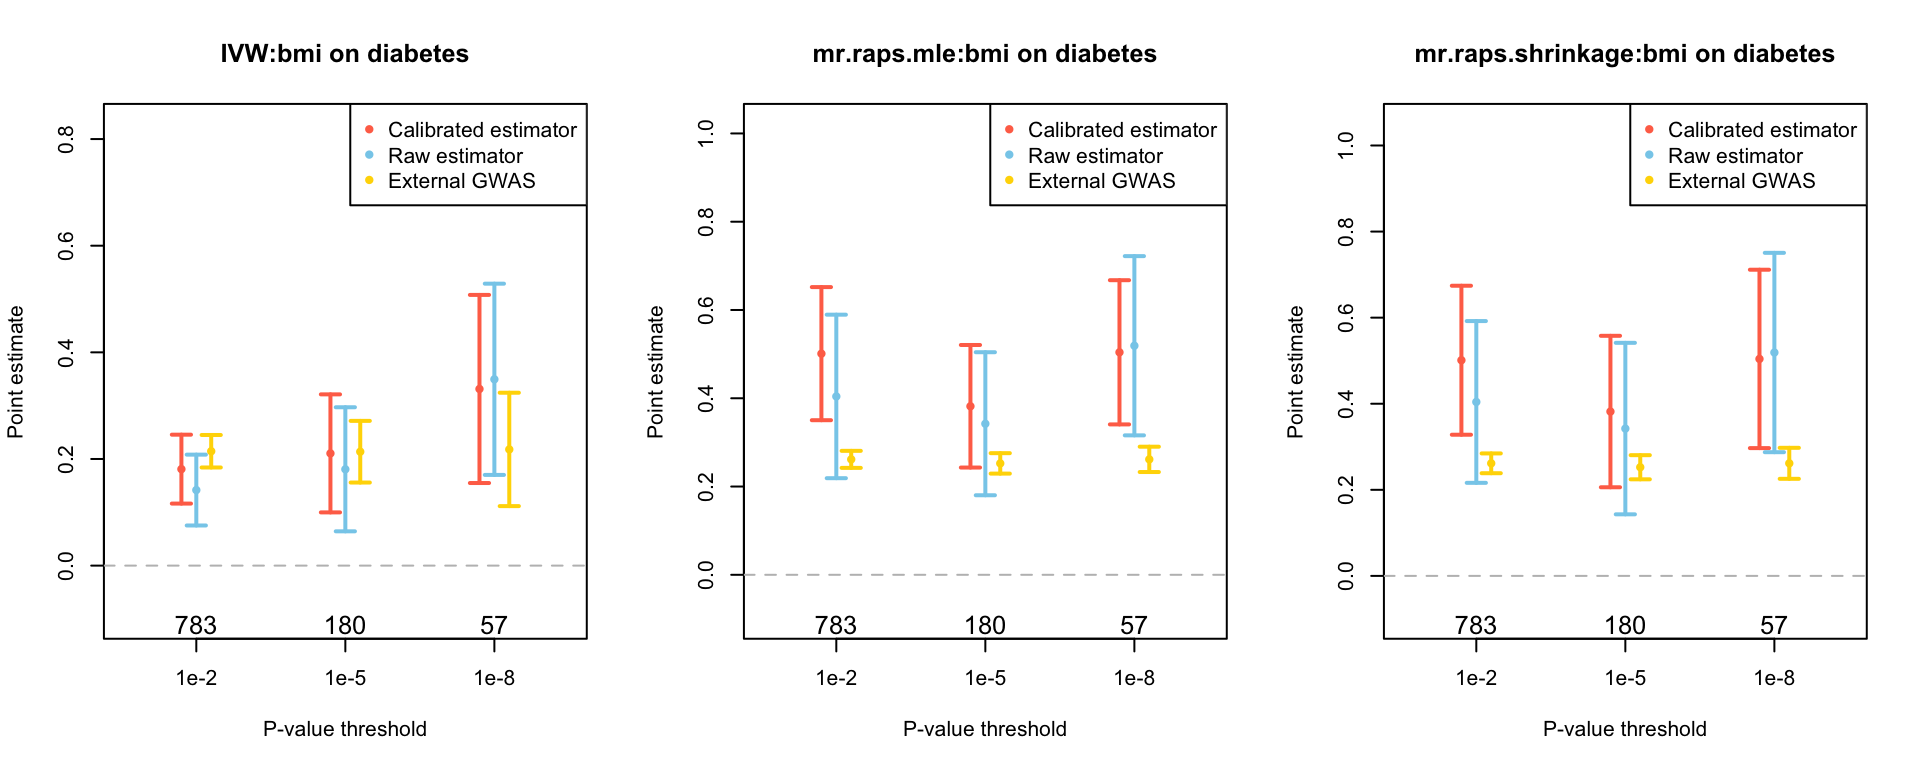 IVW:bmi on diabetes
Calibrated estimator
Raw estimator
External GWAS
Point estimate
0.8
0.6
0.4
0.2
0.0
783 180 57
1e-2 1e-5 1e-8
P-value threshold
mr.raps.mle:bmi on diabetes
Calibrated estimator
Raw estimator
External GWAS
Point estimate
1.0
0.8
0.6
0.4
0.2
0.0
783 180 57
1e-2 1e-5 1e-8
P-value threshold
mr.raps.shrinkage:bmi on diabetes
Calibrated estimator
Raw estimator
External GWAS
Point estimate
1.0
0.8
0.6
0.4
0.2
0.0
783 180 57
1e-2 1e-5 1e-8
P-value threshold